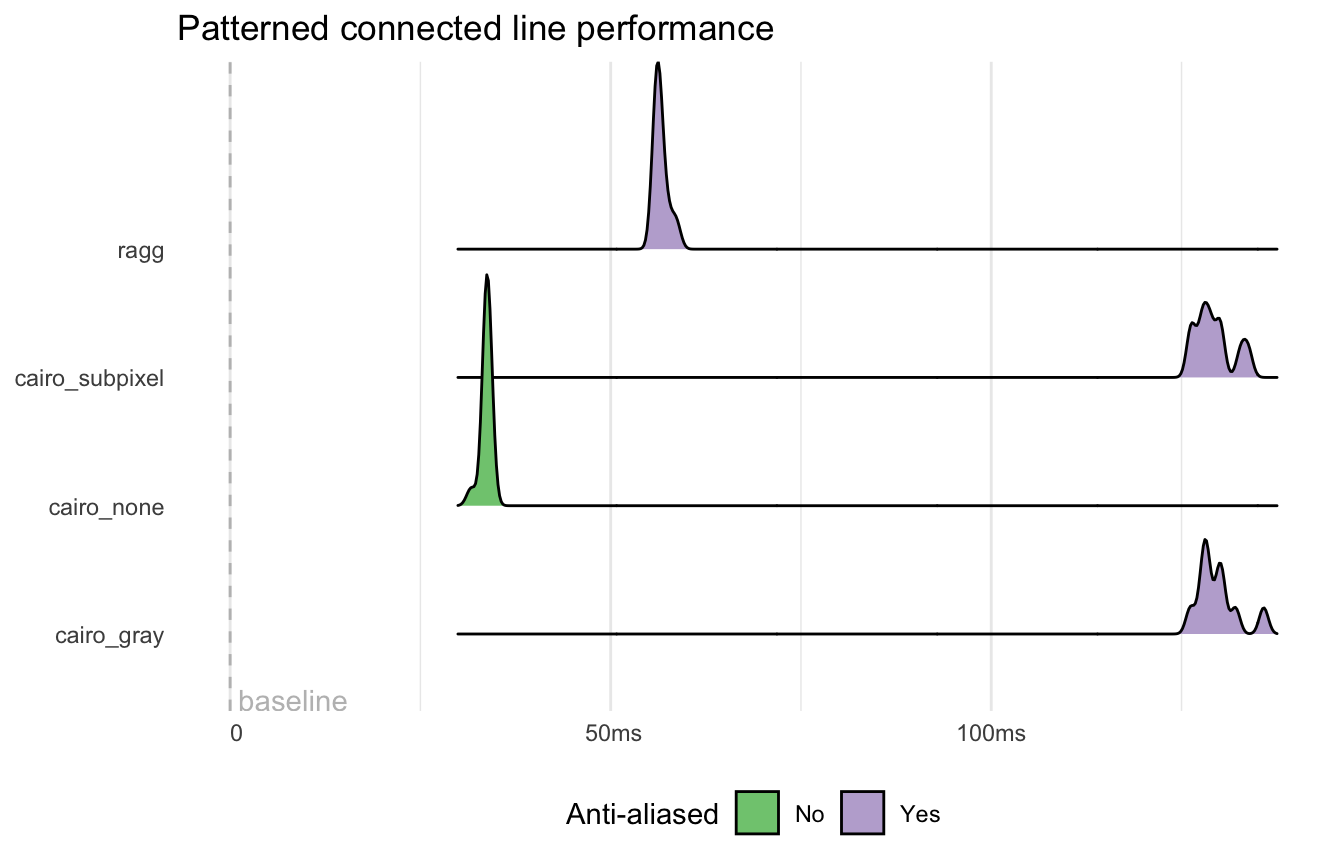 Patterned connected line performance
ragg
cairo_subpixel
cairo_none
cairo_gray
baseline
0 50ms 100ms
Anti-aliased No Yes